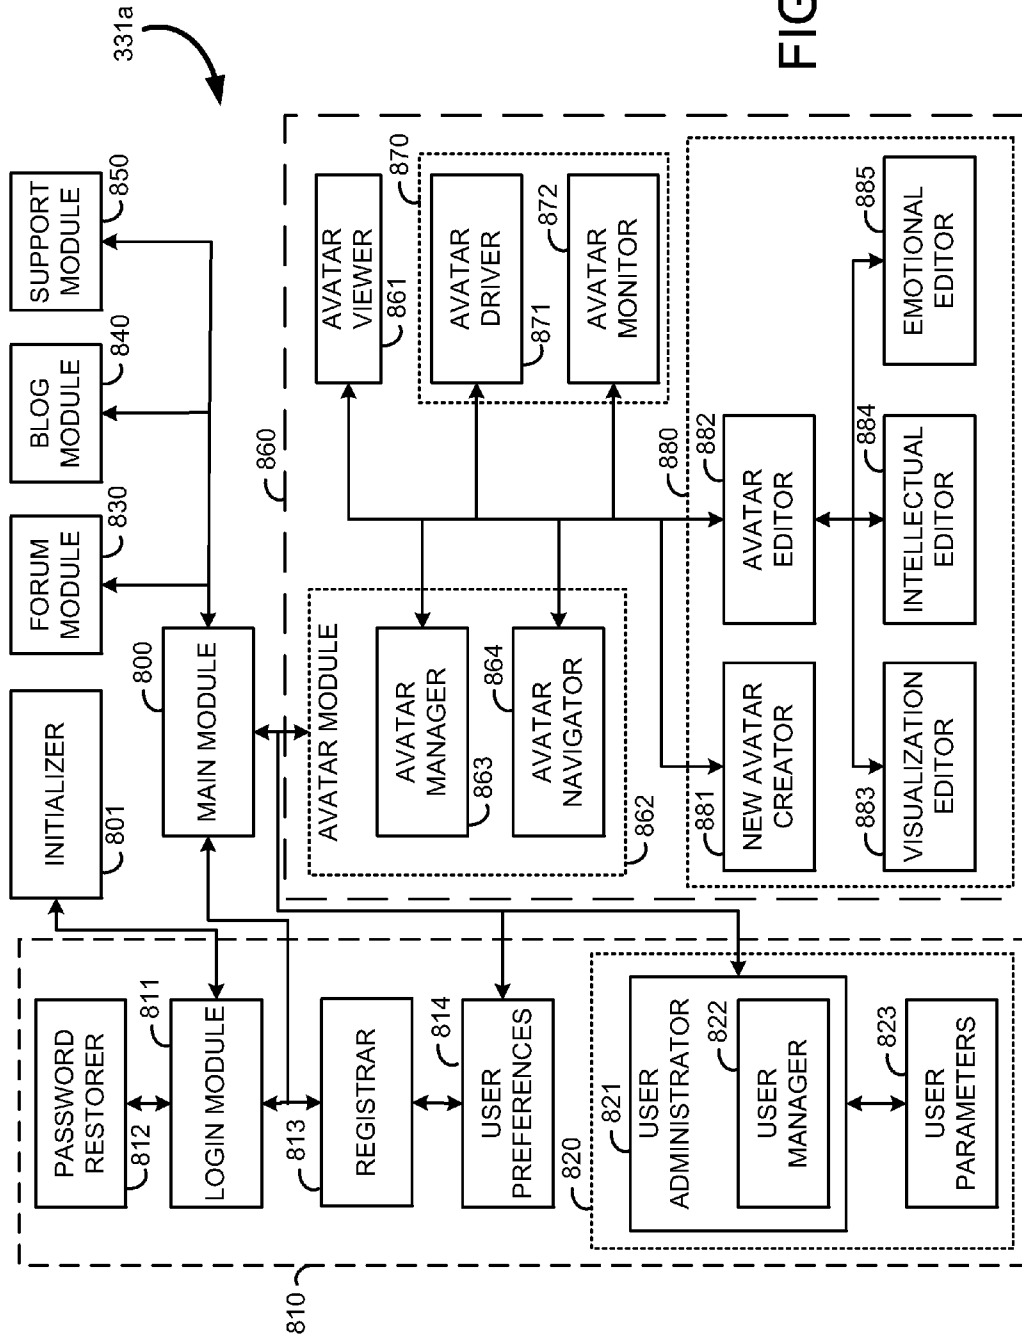 331a
INITIALIZER
801
FORUM
MODULE
830
BLOG
MODULE
840
SUPPORT
MODULE
850
800
MAIN MODULE
810
PASSWORD
RESTORER
812
811
LOGIN MODULE
813
REGISTRAR
814
USER
PREFERENCES
820
821
USER
ADMINISTRATOR
822
USER
MANAGER
823
USER
PARAMETERS
860
AVATAR MODULE
862
AVATAR
MANAGER
863
864
AVATAR
NAVIGATOR
AVATAR
VIEWER
861
870
AVATAR
DRIVER
871
872
AVATAR
MONITOR
880
881
NEW AVATAR
CREATOR
882
AVATAR
EDITOR
883
VISUALIZATION
EDITOR
884
INTELLECTUAL
EDITOR
885
EMOTIONAL
EDITOR
FIG